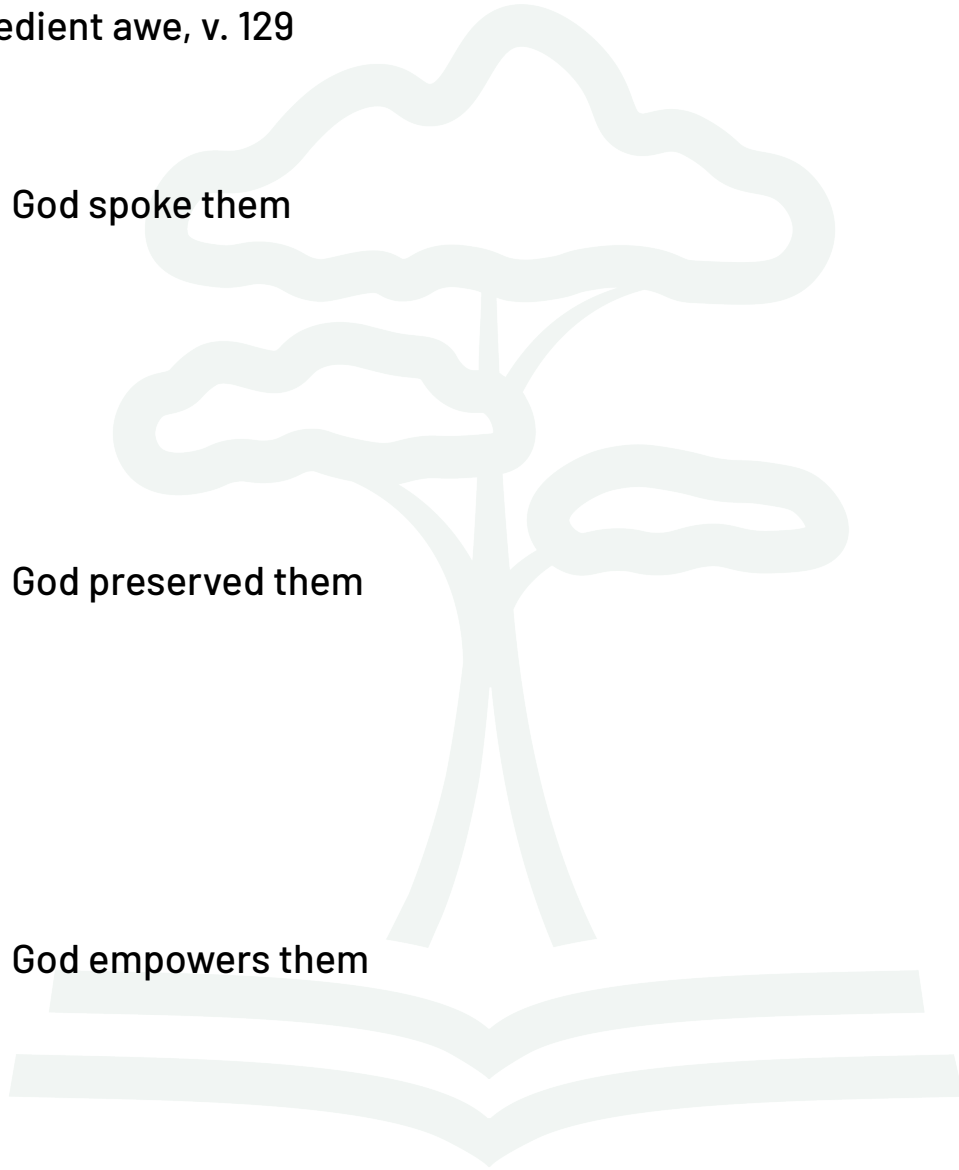 edient awe, v. 129
God spoke them
God preserved them
God empowers them